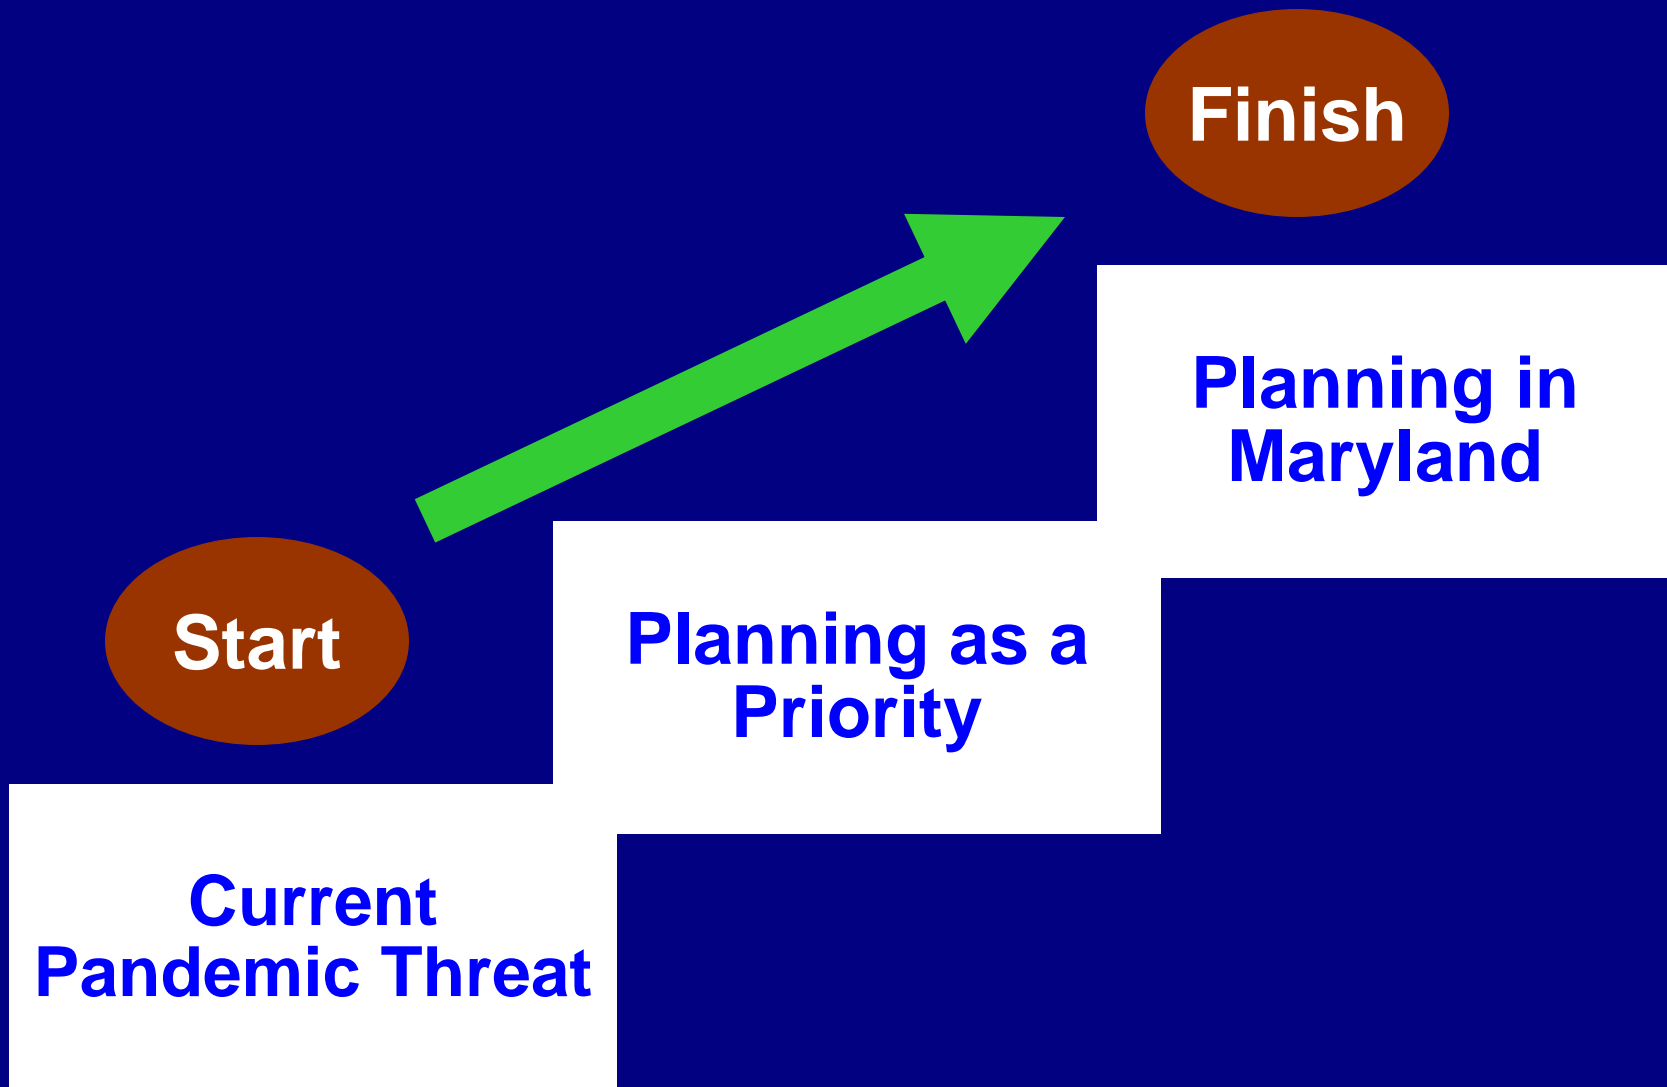 Finish
Planning in
Maryland
Start
Planning as a
Priority
Current
Pandemic Threat